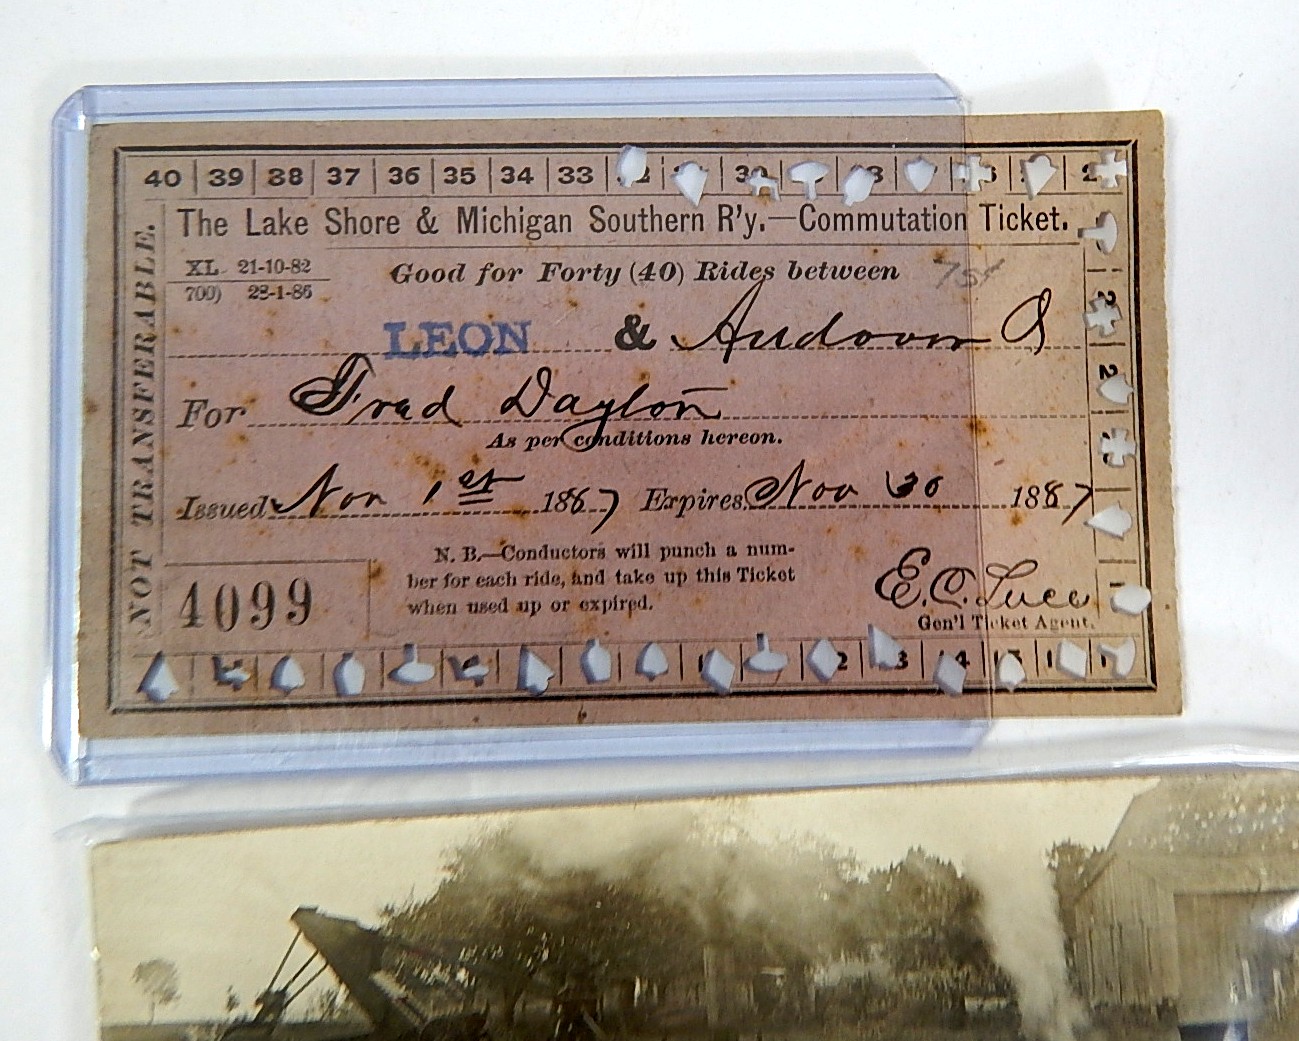 40 39 38 37 36 35 34 33
The Lake Shore & Michigan Southern R'y.—Commutation Ticket.
NOT TRANSFERABLE.
XL 21-10-82
700) 28-1-86
Good for Forty (40) Rides between 75¢
LEON & Andover O
For Fred Dayton
As per conditions hereon.
Issued Nov 1st 1887 Expires Nov 30 1887
N. B.—Conductors will punch a num-
ber for each ride, and take up this Ticket
when used up or expired.
4099
E. C. Luce
Gen'l Ticket Agent.